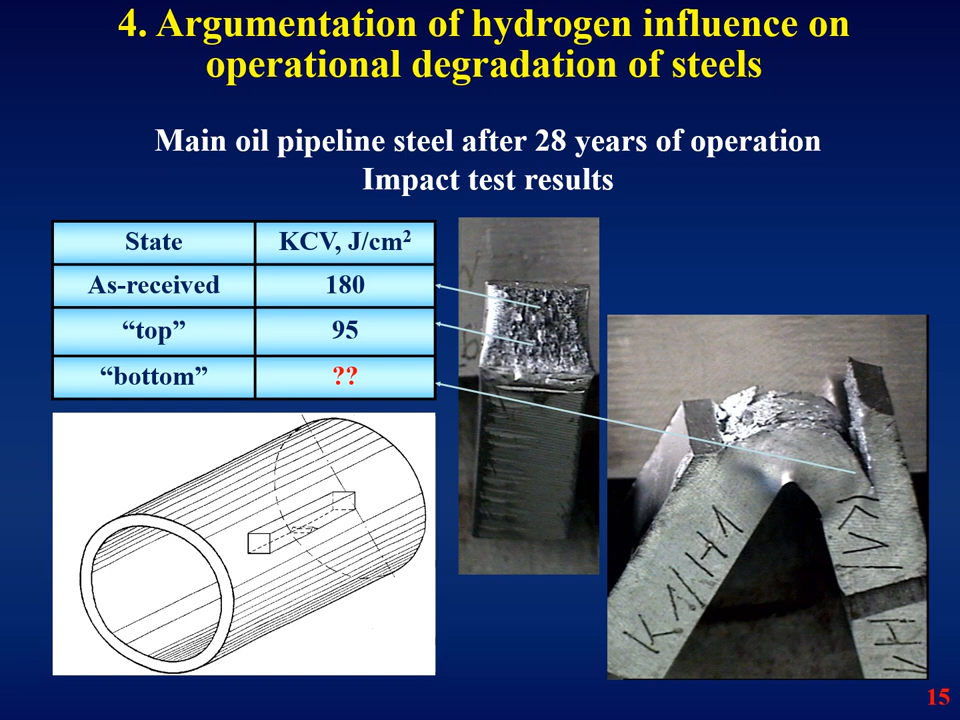 4. Argumentation of hydrogen influence on
operational degradation of steels
Main oil pipeline steel after 28 years of operation
Impact test results
State KCV, J/cm²
As-received 180
“top” 95
“bottom” ??
15